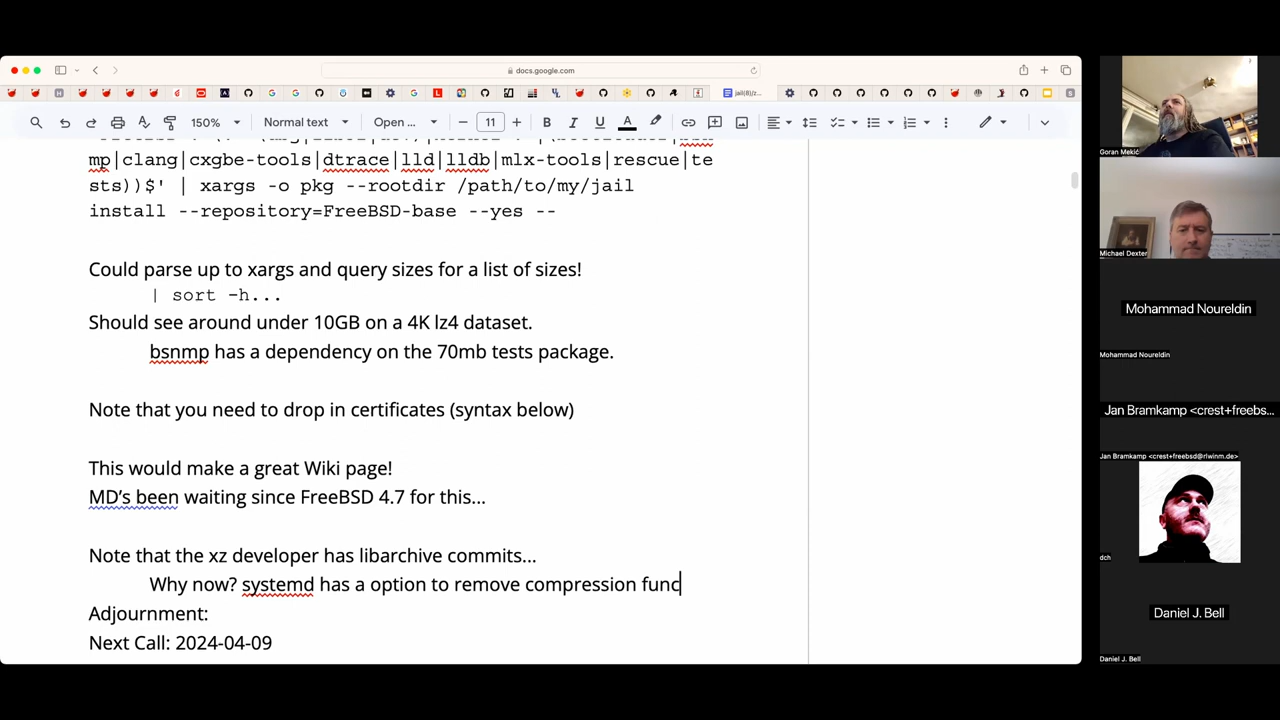 docs.google.com
jail(8)/z...
150%
Normal text
Open ...
11
mp|clang|cxgbe-tools|dtrace|lld|lldb|mlx-tools|rescue|te
sts))$' | xargs -o pkg --rootdir /path/to/my/jail
install --repository=FreeBSD-base --yes --
Could parse up to xargs and query sizes for a list of sizes!
| sort -h...
Should see around under 10GB on a 4K lz4 dataset.
bsnmp has a dependency on the 70mb tests package.
Note that you need to drop in certificates (syntax below)
This would make a great Wiki page!
MD's been waiting since FreeBSD 4.7 for this...
Note that the xz developer has libarchive commits...
Why now? systemd has a option to remove compression func
Adjournment:
Next Call: 2024-04-09
Goran Mekić
Michael Dexter
Mohammad Noureldin
Mohammad Noureldin
Jan Bramkamp <crest+freebs...
Jan Bramkamp <crest+freebsd@rlwinm.de>
dch
Daniel J. Bell
Daniel J. Bell